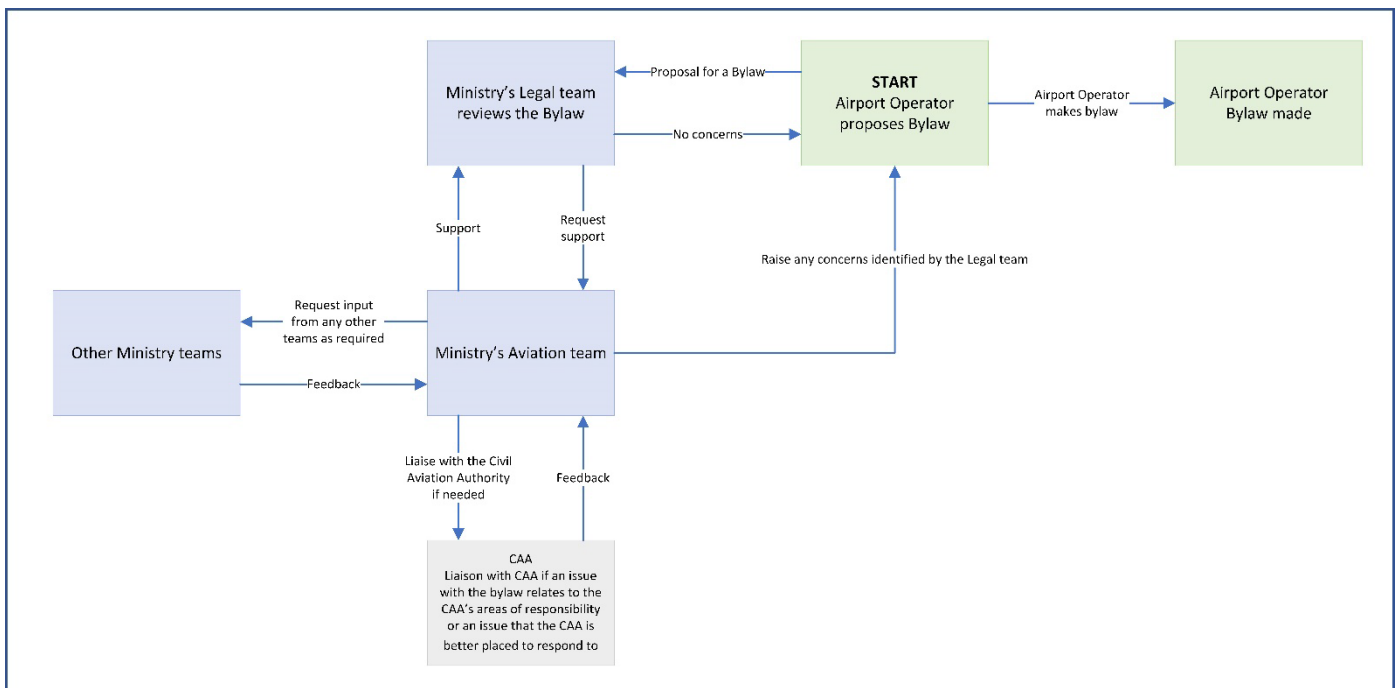 Ministry's Legal team
reviews the Bylaw
Proposal for a Bylaw
No concerns
START
Airport Operator
proposes Bylaw
Airport Operator
makes bylaw
Airport Operator
Bylaw made
Support
Request
support
Raise any concerns identified by the Legal team
Other Ministry teams
Request input
from any other
teams as required
Feedback
Ministry's Aviation team
Liaise with the Civil
Aviation Authority
if needed
Feedback
CAA
Liaison with CAA if an issue
with the bylaw relates to the
CAA's areas of responsibility
or an issue that the CAA is
better placed to respond to